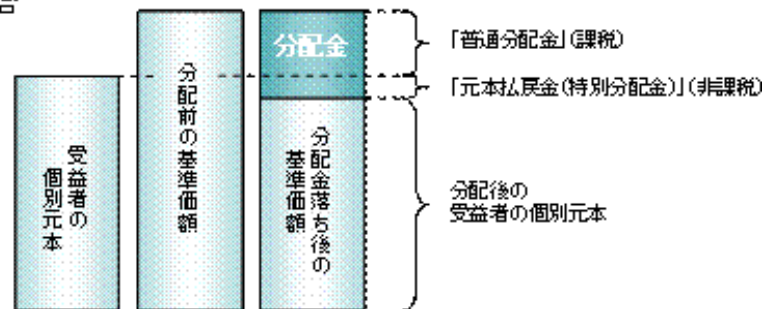 分配金
「普通分配金」(課税)
「元本払戻金(特別分配金)」(非課税)
受益者の
個別元本
分配前の基準価額
分配金落ち後の
基準価額
分配後の
受益者の個別元本